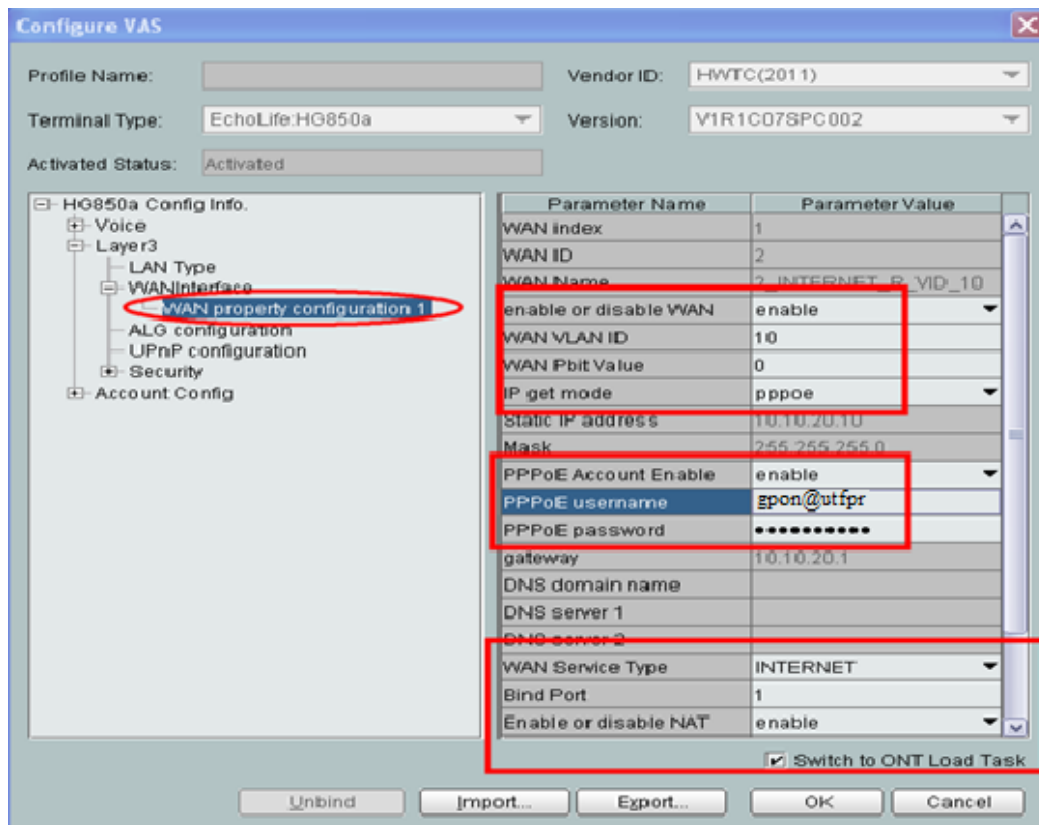 Configure VAS
Profile Name:
Vendor ID: HWTC(2011)
Terminal Type: EchoLife:HG850a
Version: V1R1C07SPC002
Activated Status: Activated
HG850a Config Info.
Voice
Layer3
LAN Type
WANInterface
WAN property configuration 1
ALG configuration
UPnP configuration
Security
Account Config
Parameter Name Parameter Value
WAN index 1
WAN ID 2
WAN Name 2_INTERNET_R_VID_10
enable or disable WAN enable
WAN VLAN ID 10
WAN Pbit Value 0
IP get mode pppoe
Static IP address 10.10.20.10
Mask 255.255.255.0
PPPoE Account Enable enable
PPPoE username gpon@utfpr
PPPoE password ••••••••••
gateway 10.10.20.1
DNS domain name
DNS server 1
DNS server 2
WAN Service Type INTERNET
Bind Port 1
Enable or disable NAT enable
Switch to ONT Load Task
Unbind Import... Export... OK Cancel